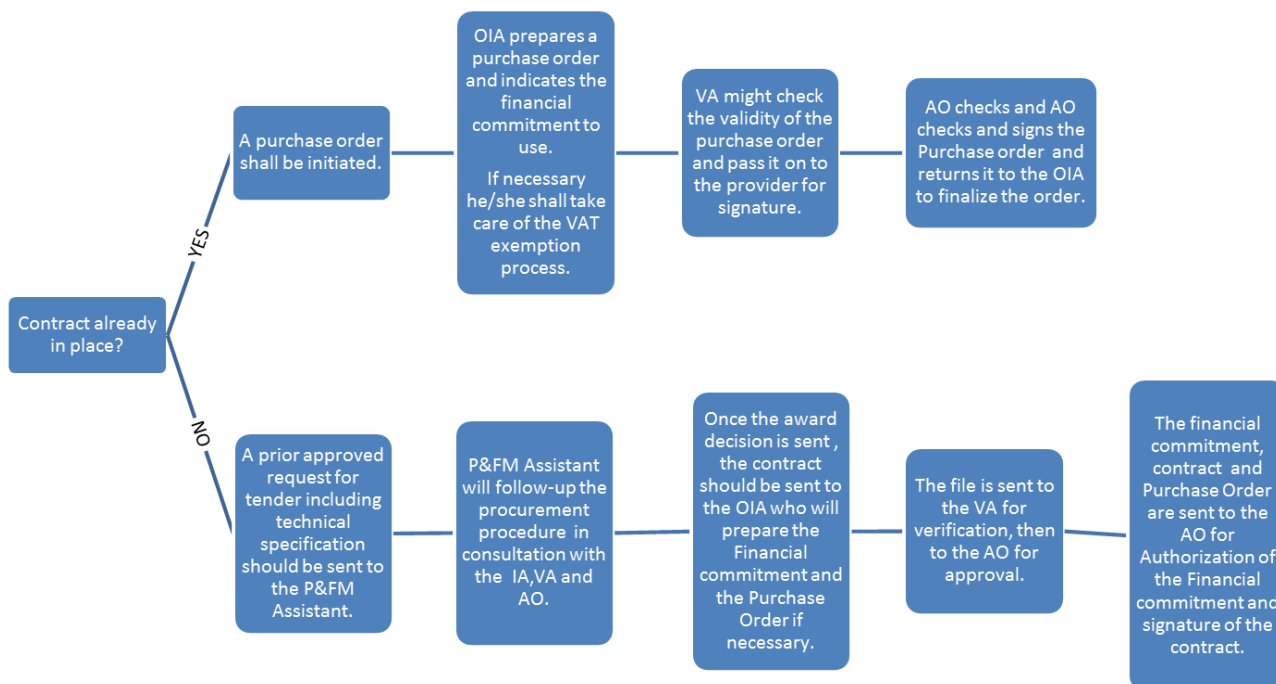 Contract already
in place?
YES
A purchase order
shall be initiated.
OIA prepares a
purchase order
and indicates the
financial
commitment to
use.
If necessary
he/she shall take
care of the VAT
exemption
process.
VA might check
the validity of the
purchase order
and pass it on to
the provider for
signature.
AO checks and AO
checks and signs the
Purchase order and
returns it to the OIA
to finalize the order.
NO
A prior approved
request for
tender including
technical
specification
should be sent to
the P&FM
Assistant.
P&FM Assistant
will follow-up the
procurement
procedure in
consultation with
the IA,VA and
AO.
Once the award
decision is sent ,
the contract
should be sent to
the OIA who will
prepare the
Financial
commitment and
the Purchase
Order if
necessary.
The file is sent to
the VA for
verification, then
to the AO for
approval.
The financial
commitment,
contract and
Purchase Order
are sent to the
AO for
Authorization of
the Financial
commitment and
signature of the
contract.